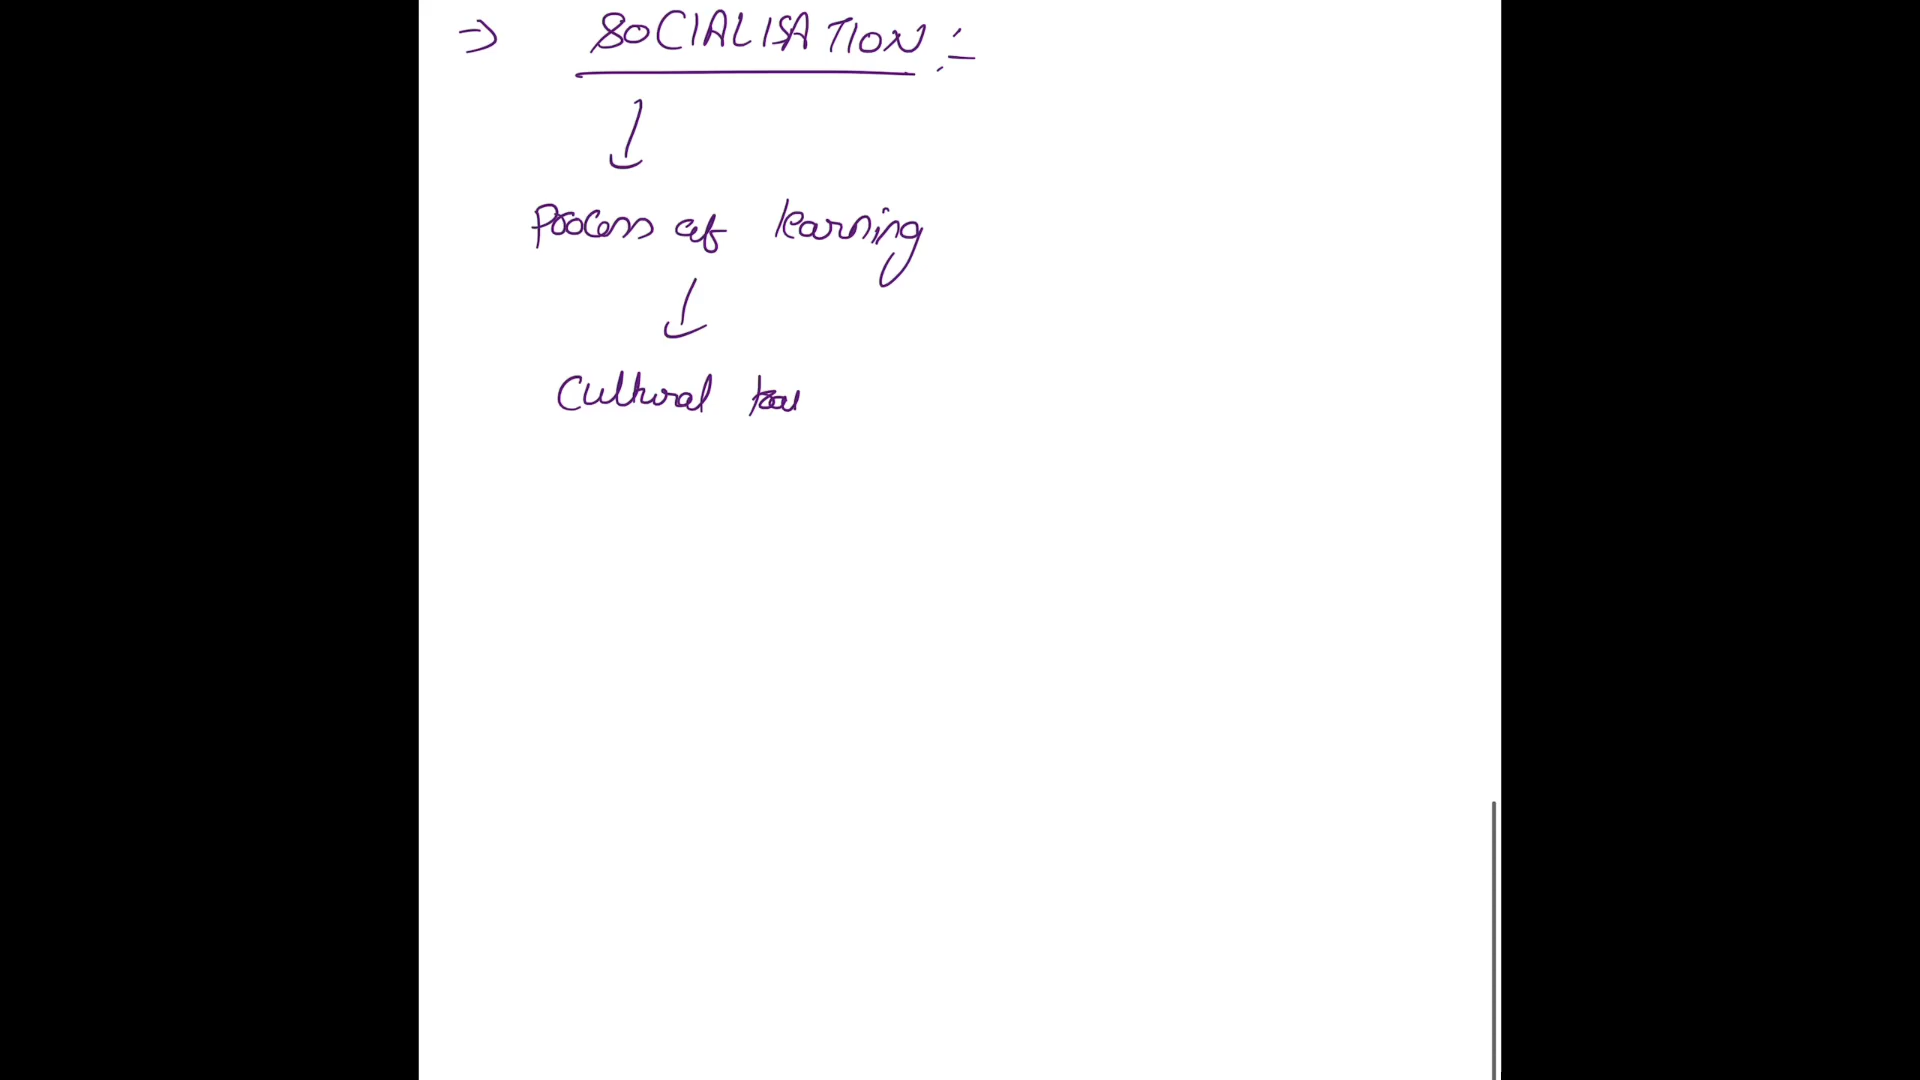 ⇒ SOCIALISATION :-
↓
Process of learning
↓
Cultural